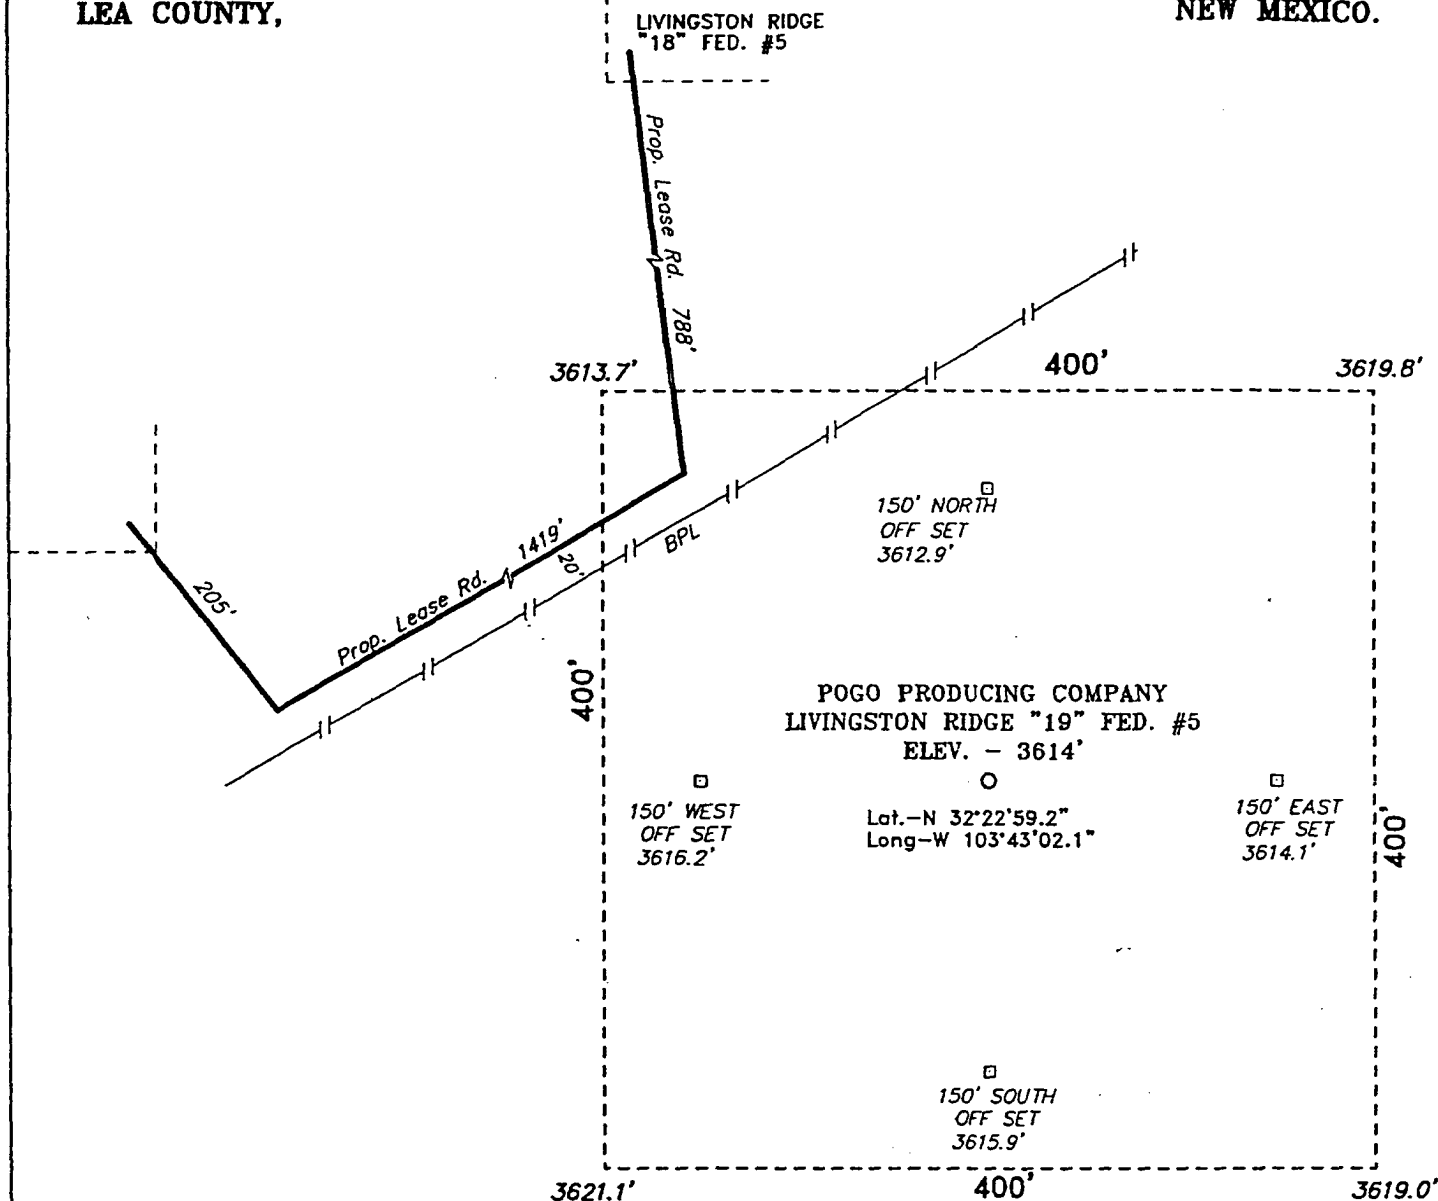 LEA COUNTY,
NEW MEXICO.
LIVINGSTON RIDGE
"18" FED. #5
Prop. Lease Rd. 788'
3613.7'
400'
3619.8'
150' NORTH
OFF SET
3612.9'
1419'
20'
BPL
Prop. Lease Rd.
205'
400'
POGO PRODUCING COMPANY
LIVINGSTON RIDGE "19" FED. #5
ELEV. - 3614'
150' WEST
OFF SET
3616.2'
Lat.-N 32°22'59.2"
Long-W 103°43'02.1"
150' EAST
OFF SET
3614.1'
400'
150' SOUTH
OFF SET
3615.9'
3621.1'
400'
3619.0'